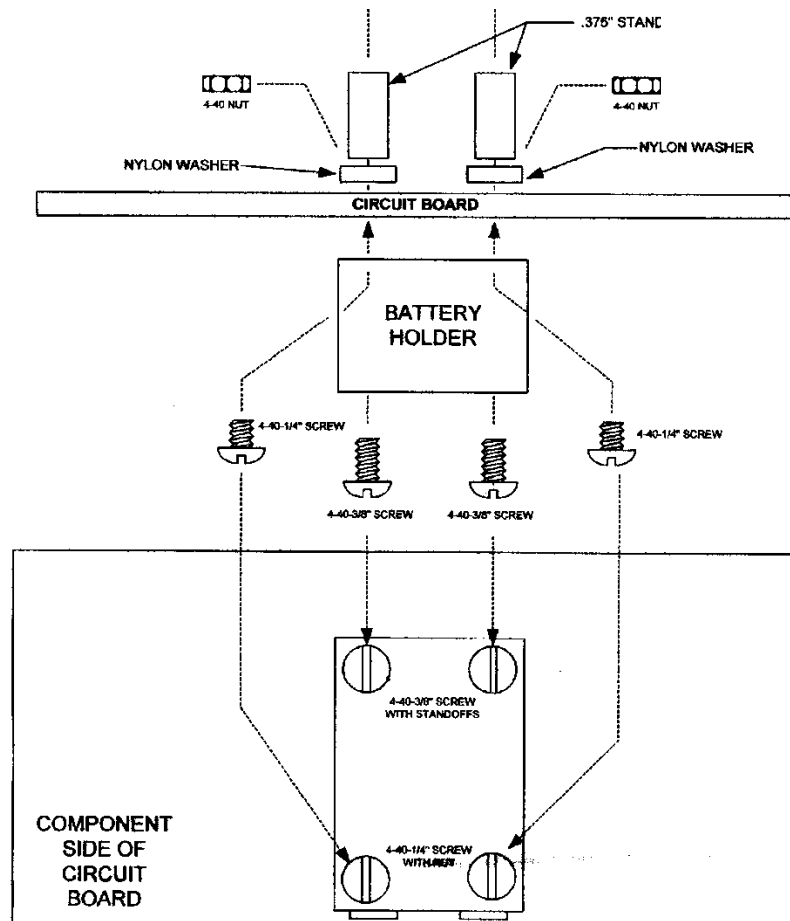 .375" STAND
4-40 NUT
4-40 NUT
NYLON WASHER
NYLON WASHER
CIRCUIT BOARD
BATTERY
HOLDER
4-40-1/4" SCREW
4-40-1/4" SCREW
4-40-3/8" SCREW
4-40-3/8" SCREW
4-40-3/8" SCREW
WITH STANDOFFS
COMPONENT
SIDE OF
CIRCUIT
BOARD
4-40-1/4" SCREW
WITH NUT